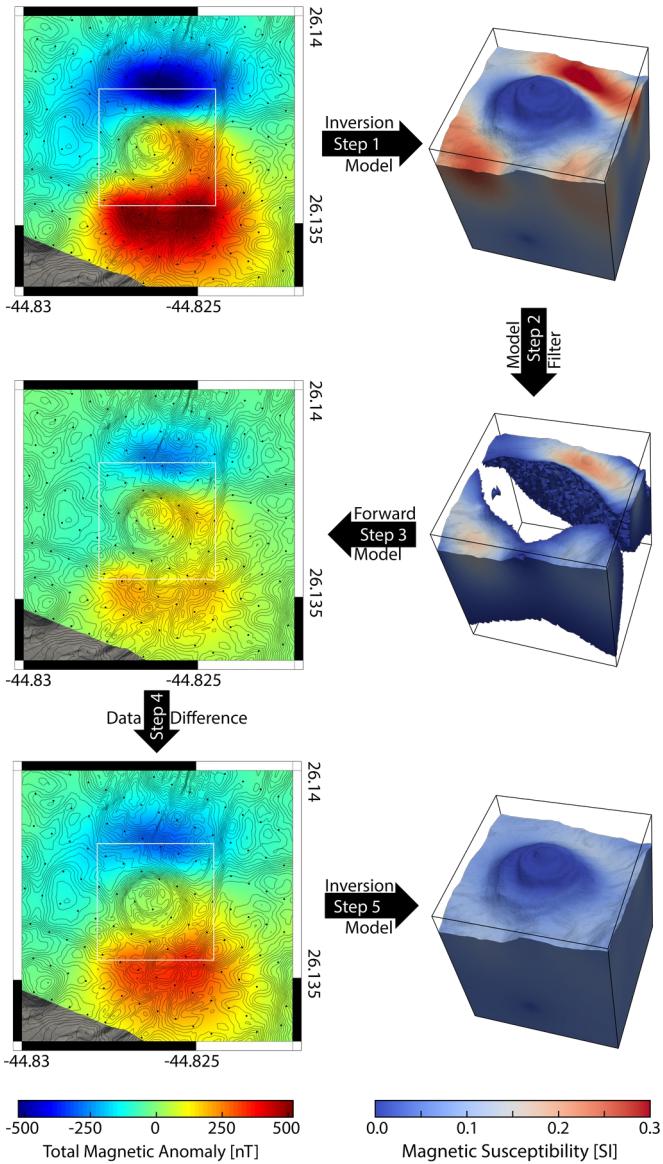 26.14
26.135
-44.83
-44.825
Inversion
Step 1
Model
Model
Step 2
Filter
26.14
26.135
-44.83
-44.825
Forward
Step 3
Model
Data
Step 4
Difference
26.14
26.135
-44.83
-44.825
Inversion
Step 5
Model
-500
-250
0
250
500
Total Magnetic Anomaly [nT]
0.0
0.1
0.2
0.3
Magnetic Susceptibility [SI]